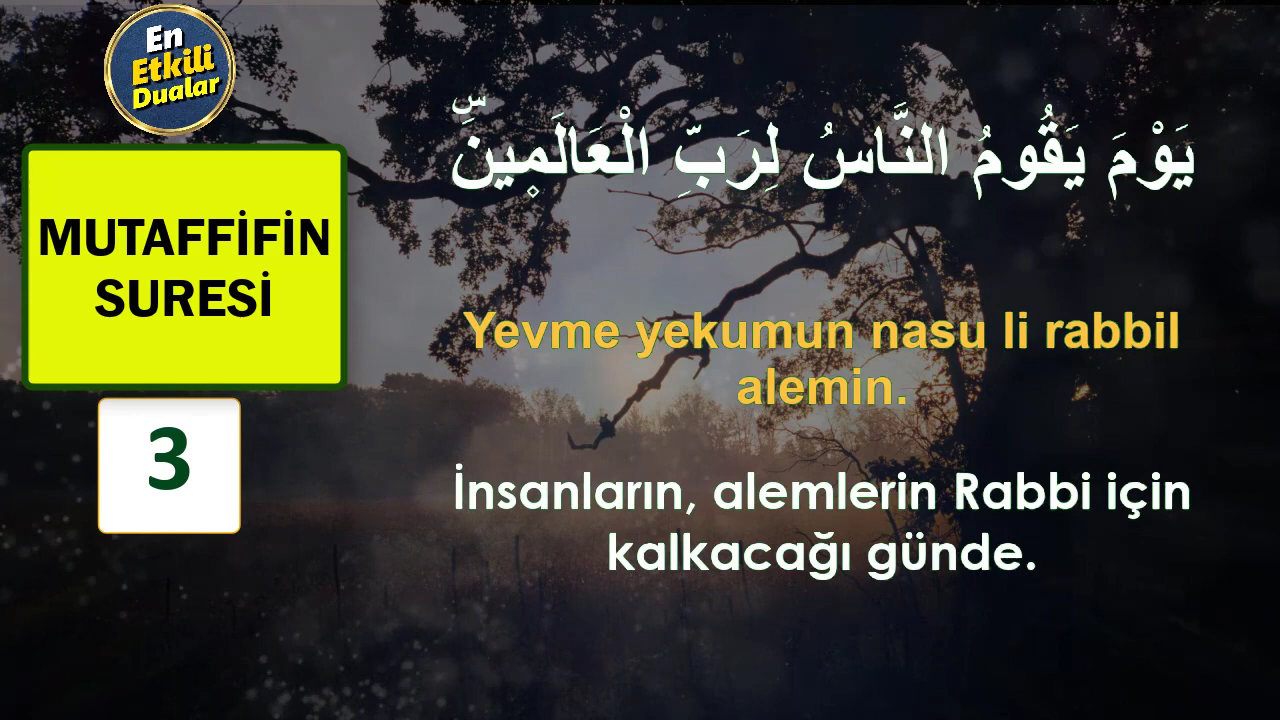 En
Etkili
Dualar
MUTAFFİFİN
SURESİ
3
يَوْمَ يَقُومُ النَّاسُ لِرَبِّ الْعَالَم۪ينَۜ
Yevme yekumun nasu li rabbil
alemin.
İnsanların, alemlerin Rabbi için
kalkacağı günde.